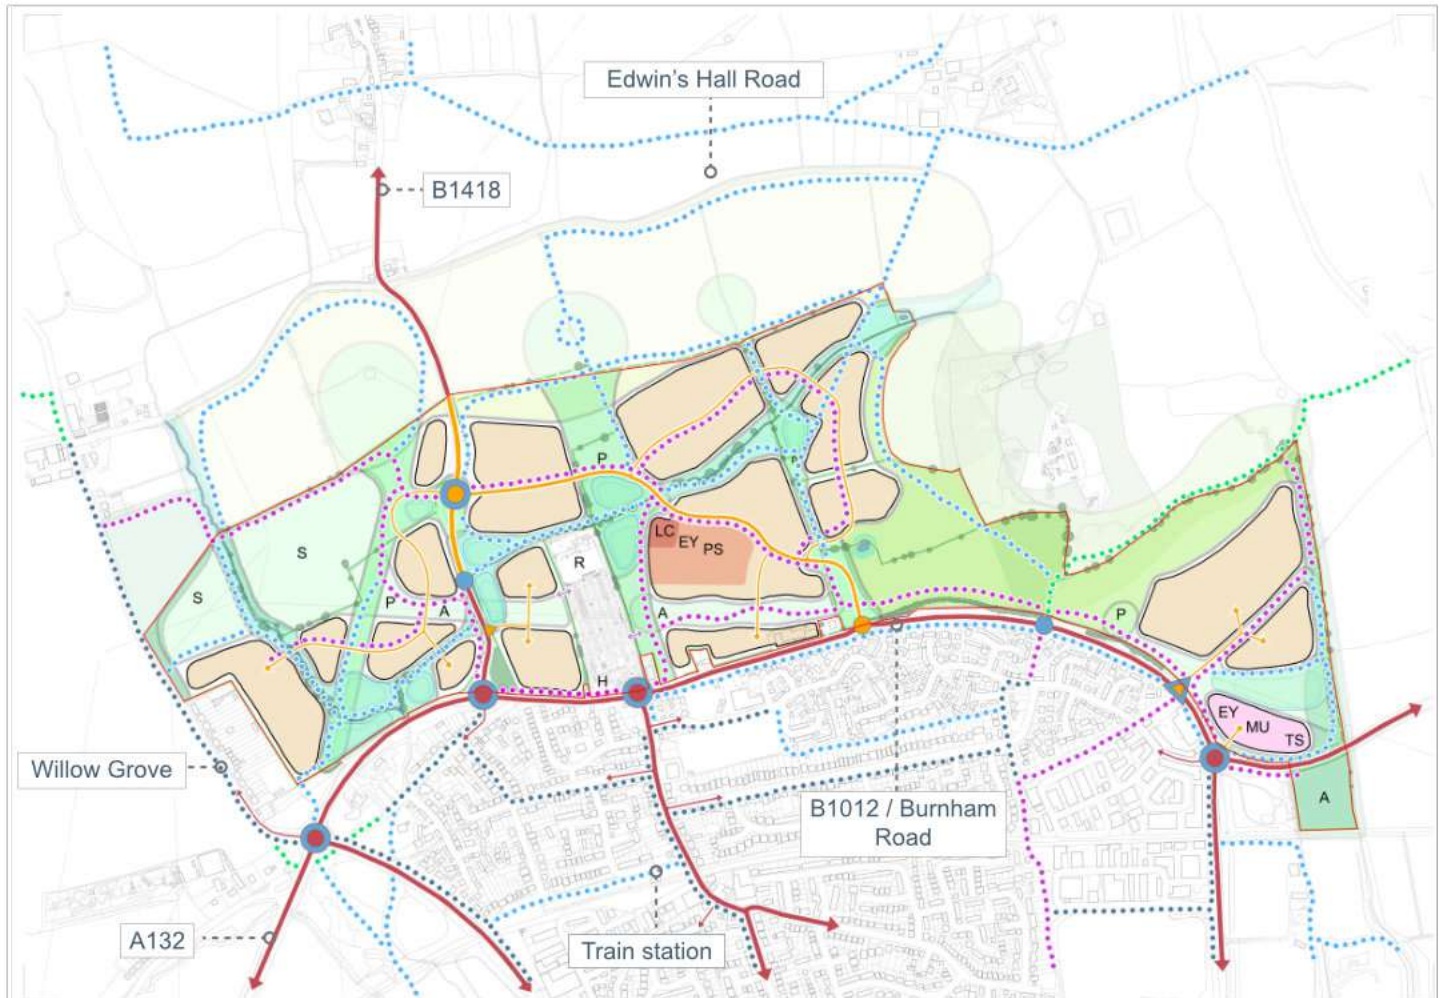 Edwin's Hall Road
B1418
P
LC
EY
PS
S
R
S
P
A
A
P
H
EY
MU
TS
Willow Grove
B1012 / Burnham
Road
A
A132
Train station